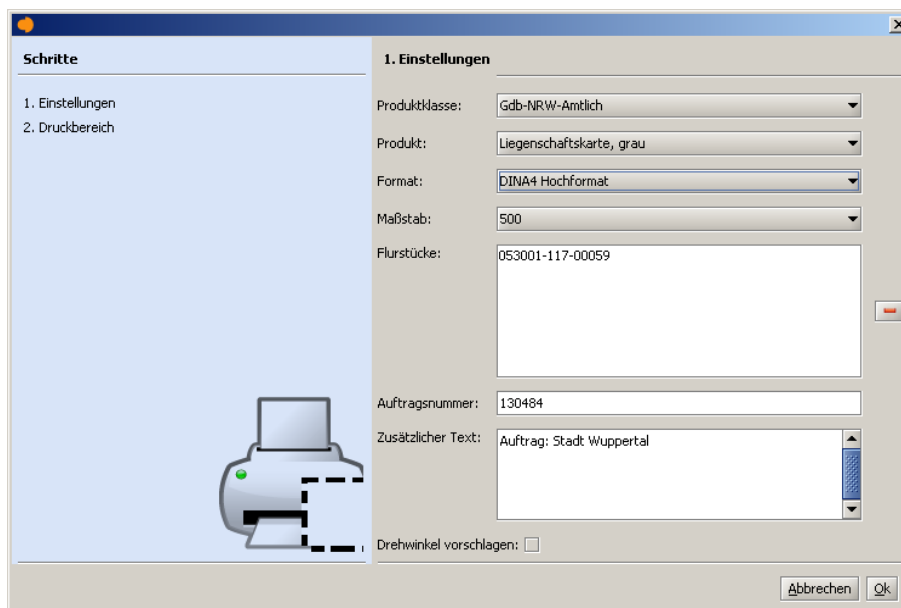 Schritte
1. Einstellungen
2. Druckbereich
1. Einstellungen
Produktklasse: Gdb-NRW-Amtlich
Produkt: Liegenschaftskarte, grau
Format: DINA4 Hochformat
Maßstab: 500
Flurstücke: 053001-117-00059
Auftragsnummer: 130484
Zusätzlicher Text: Auftrag: Stadt Wuppertal
Drehwinkel vorschlagen:
Abbrechen Ok